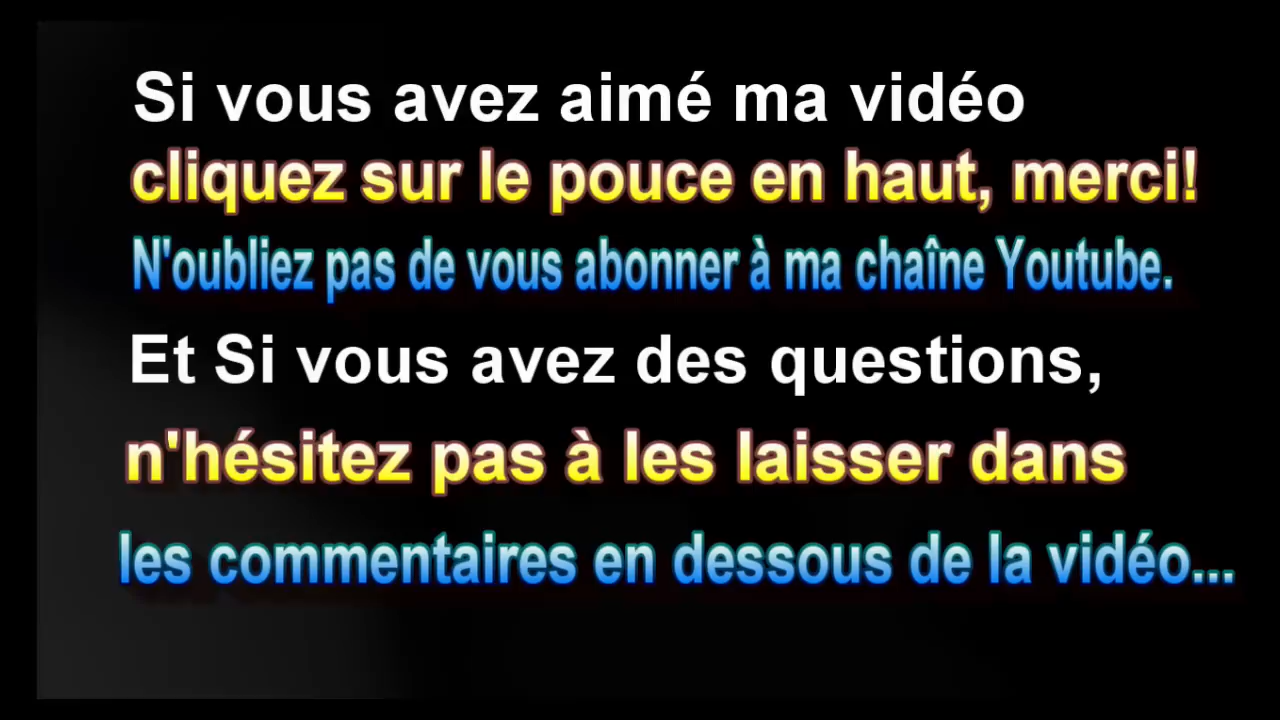 Si vous avez aimé ma vidéo
cliquez sur le pouce en haut, merci!
N'oubliez pas de vous abonner à ma chaîne Youtube.
Et Si vous avez des questions,
n'hésitez pas à les laisser dans
les commentaires en dessous de la vidéo...